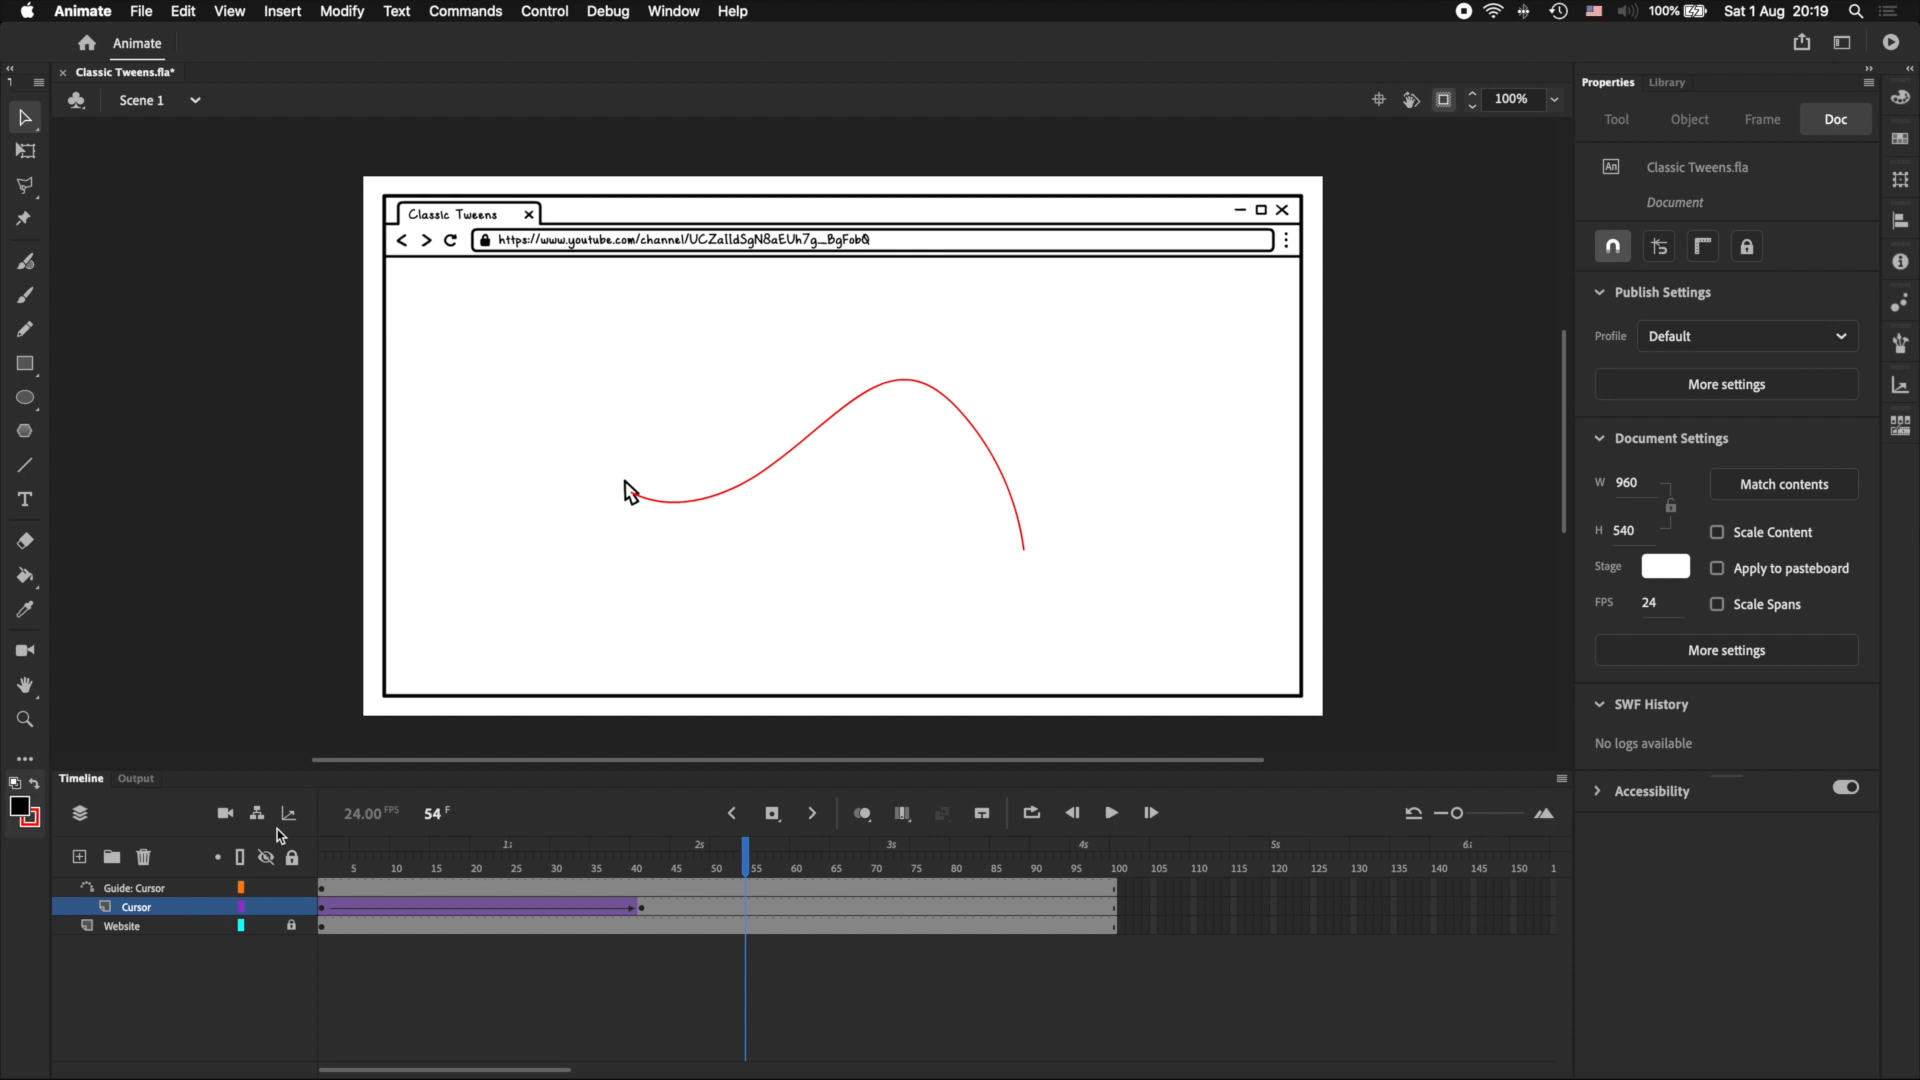 Animate File Edit View Insert Modify Text Commands Control Debug Window Help 100% Sat 1 Aug 20:19
Animate
Classic Tweens.fla*
Scene 1 100%
Properties Library
Tool Object Frame Doc
An Classic Tweens.fla
Document
Publish Settings
Profile Default
More settings
Document Settings
W 960 Match contents
H 540 Scale Content
Stage Apply to pasteboard
FPS 24 Scale Spans
More settings
SWF History
No logs available
Accessibility
Classic Tweens
https://www.youtube.com/channel/UCZalldSgN8aEUh7g_BgFobQ
T
Timeline Output
24.00 FPS 54 F
1s 2s 3s 4s 5s 6s
5 10 15 20 25 30 35 40 45 50 55 60 65 70 75 80 85 90 95 100 105 110 115 120 125 130 135 140 145 150 1
Guide: Cursor
Cursor
Website